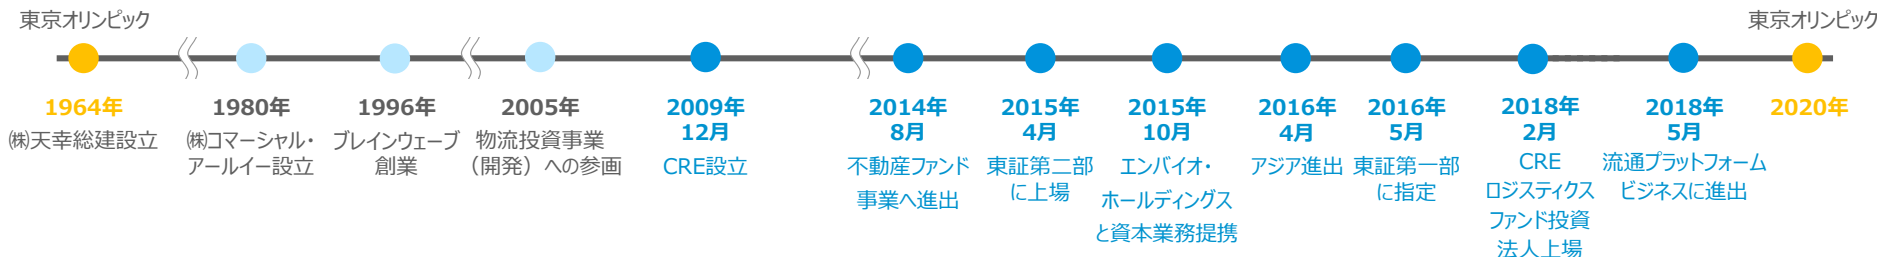 東京オリンピック
東京オリンピック
1964年
㈱天幸総建設立
1980年
㈱コマーシャル・
アールイー設立
1996年
ブレインウェーブ
創業
2005年
物流投資事業
（開発）への参画
2009年
12月
CRE設立
2014年
8月
不動産ファンド
事業へ進出
2015年
4月
東証第二部
に上場
2015年
10月
エンバイオ・
ホールディングス
と資本業務提携
2016年
4月
アジア進出
2016年
5月
東証第一部
に指定
2018年
2月
CRE
ロジスティクス
ファンド投資
法人上場
2018年
5月
流通プラットフォーム
ビジネスに進出
2020年